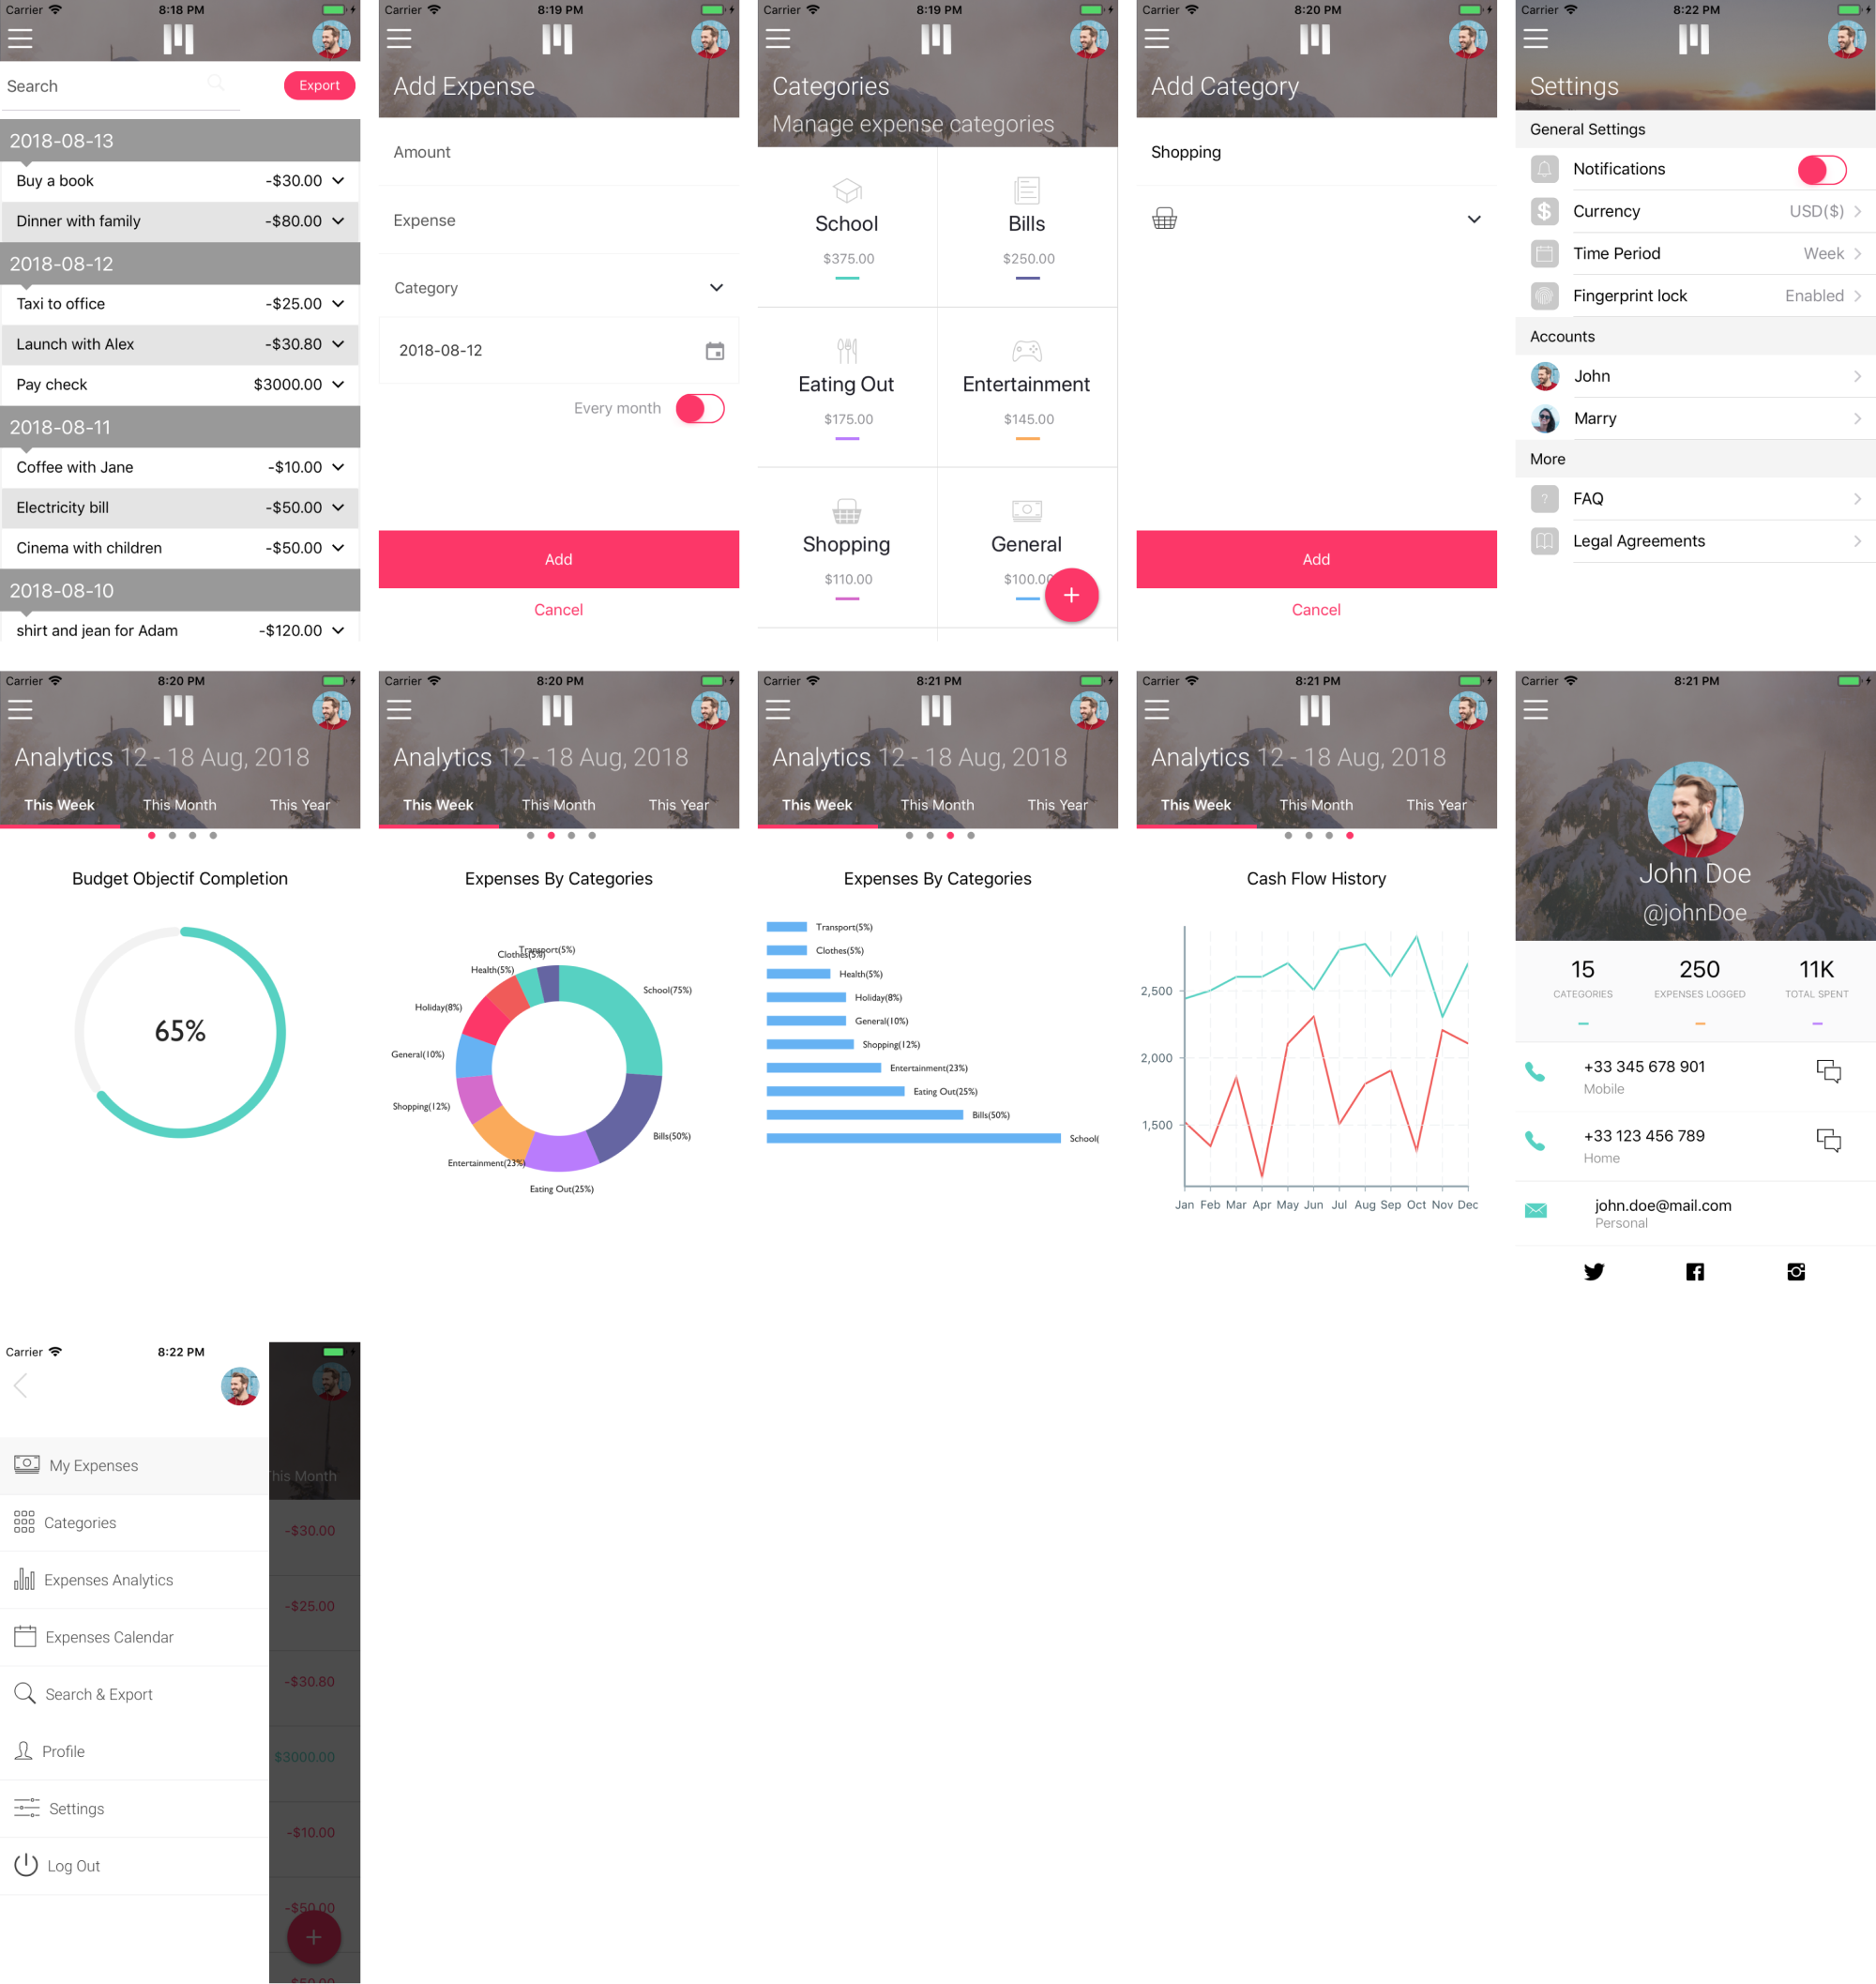 Carrier 8:18 PM
Search Export
2018-08-13
Buy a book -$30.00
Dinner with family -$80.00
2018-08-12
Taxi to office -$25.00
Launch with Alex -$30.80
Pay check $3000.00
2018-08-11
Coffee with Jane -$10.00
Electricity bill -$50.00
Cinema with children -$50.00
2018-08-10
shirt and jean for Adam -$120.00
Carrier 8:19 PM
Add Expense
Amount
Expense
Category
2018-08-12
Every month
Add
Cancel
Carrier 8:19 PM
Categories
Manage expense categories
School Bills
$375.00 $250.00
Eating Out Entertainment
$175.00 $145.00
Shopping General
$110.00 $100.00
+
Carrier 8:20 PM
Add Category
Shopping
Add
Cancel
Carrier 8:22 PM
Settings
General Settings
Notifications
$ Currency USD($)
Time Period Week
Fingerprint lock Enabled
Accounts
John
Marry
More
? FAQ
Legal Agreements
Carrier 8:20 PM
Analytics 12 - 18 Aug, 2018
This Week This Month This Year
Budget Objectif Completion
65%
Carrier 8:20 PM
Analytics 12 - 18 Aug, 2018
This Week This Month This Year
Expenses By Categories
Transport(5%)
Clothes(5%)
Health(5%)
School(75%)
Holiday(8%)
General(10%)
Shopping(12%)
Bills(50%)
Entertainment(23%)
Eating Out(25%)
Carrier 8:21 PM
Analytics 12 - 18 Aug, 2018
This Week This Month This Year
Expenses By Categories
Transport(5%)
Clothes(5%)
Health(5%)
Holiday(8%)
General(10%)
Shopping(12%)
Entertainment(23%)
Eating Out(25%)
Bills(50%)
School(
Carrier 8:21 PM
Analytics 12 - 18 Aug, 2018
This Week This Month This Year
Cash Flow History
2,500
2,000
1,500
Jan Feb Mar Apr May Jun Jul Aug Sep Oct Nov Dec
Carrier 8:21 PM
John Doe
@johnDoe
15 250 11K
CATEGORIES EXPENSES LOGGED TOTAL SPENT
+33 345 678 901
Mobile
+33 123 456 789
Home
john.doe@mail.com
Personal
Carrier 8:22 PM
My Expenses
Categories
Expenses Analytics
Expenses Calendar
Search & Export
Profile
Settings
Log Out
This Month
-$30.00
-$25.00
-$30.80
$3000.00
-$10.00
-$50.00
+
-$50.00